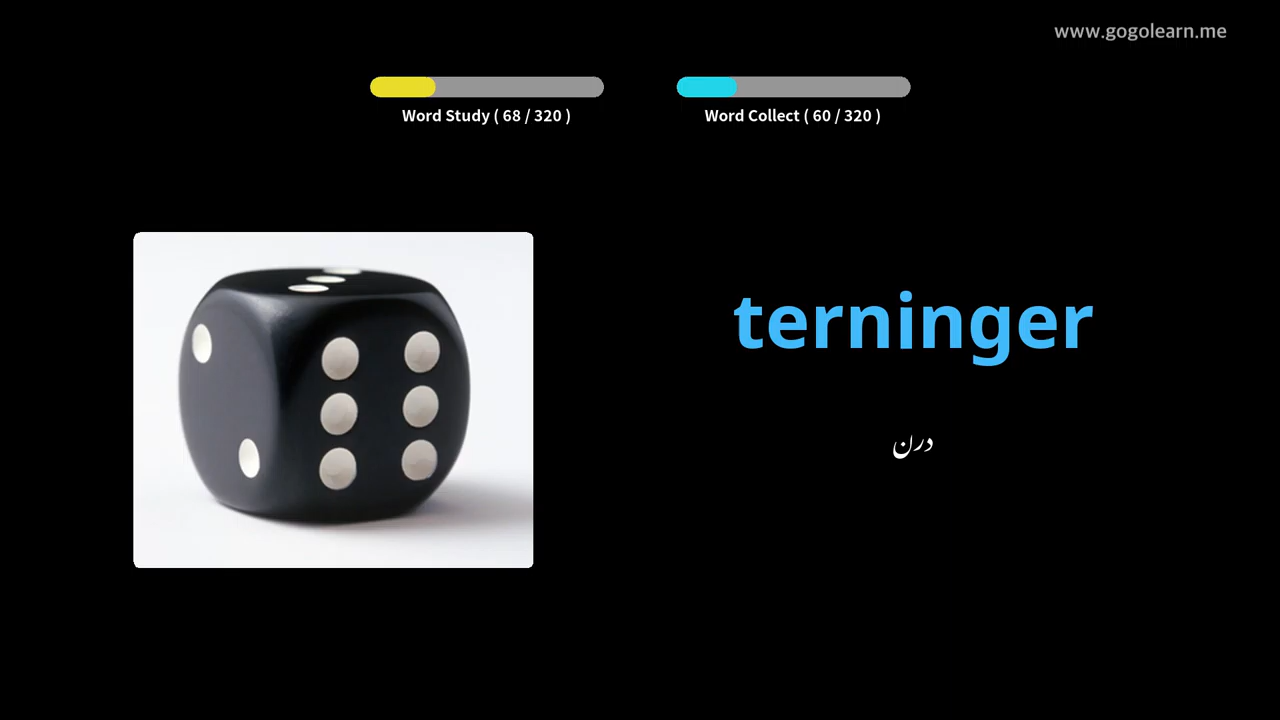 www.gogolearn.me
Word Study ( 68 / 320 )
Word Collect ( 60 / 320 )
terninger
درن